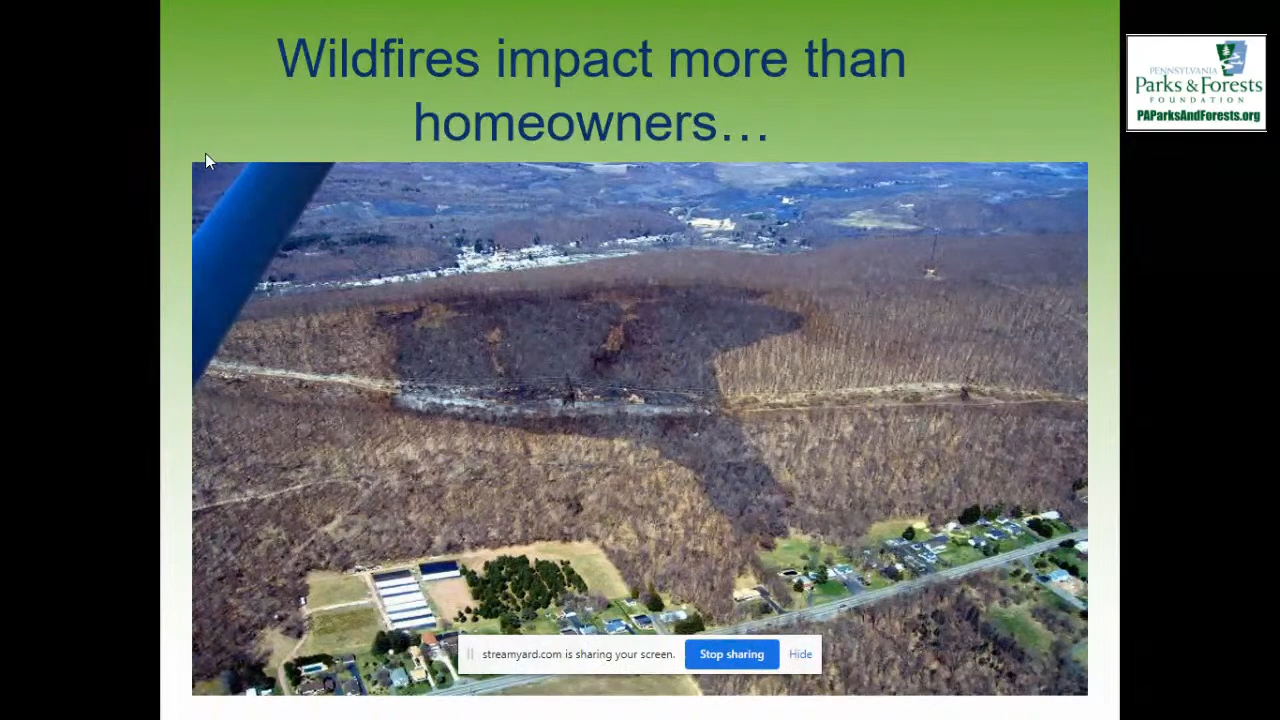 Wildfires impact more than
homeowners…
PENNSYLVANIA
Parks & Forests
FOUNDATION
PAParksAndForests.org
streamyard.com is sharing your screen.
Stop sharing
Hide